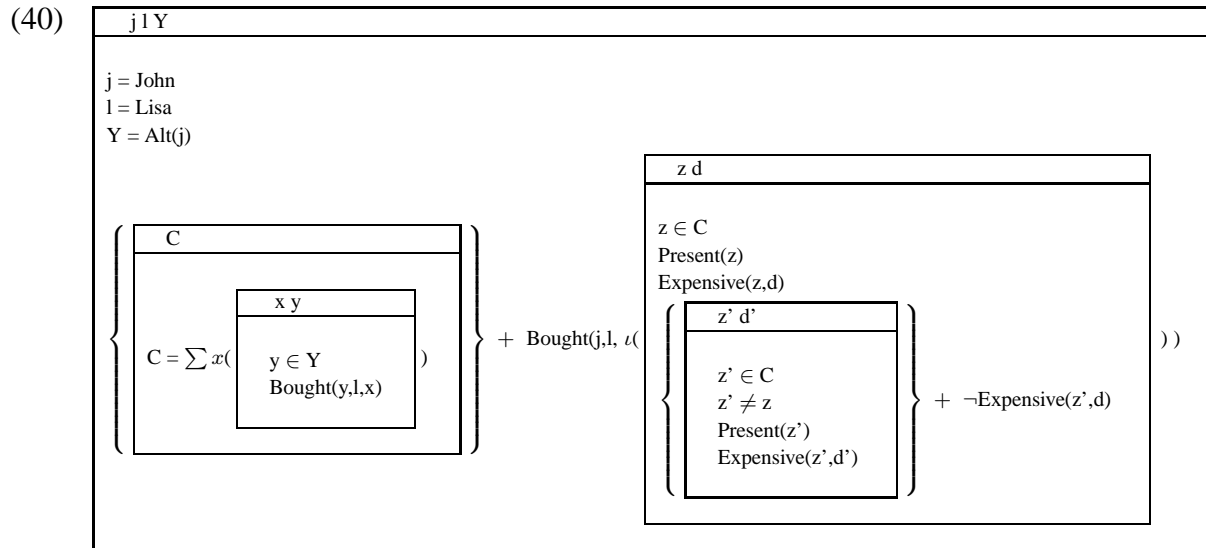 (40)
j l Y
j = John
l = Lisa
Y = Alt(j)
z d
z ∈ C
Present(z)
Expensive(z,d)
C
x y
z’ d’
C = ∑ x( y ∈ Y ) + Bought(j,l, ι( ) )
Bought(y,l,x)
z’ ∈ C
z’ ≠ z
+ ¬Expensive(z’,d)
Present(z’)
Expensive(z’,d’)